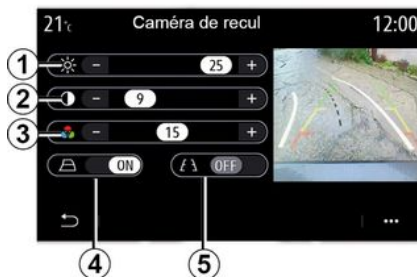 21°c Caméra de recul 12:00
1 - 25 +
2 - 9 +
3 - 15 +
ON OFF
4 5